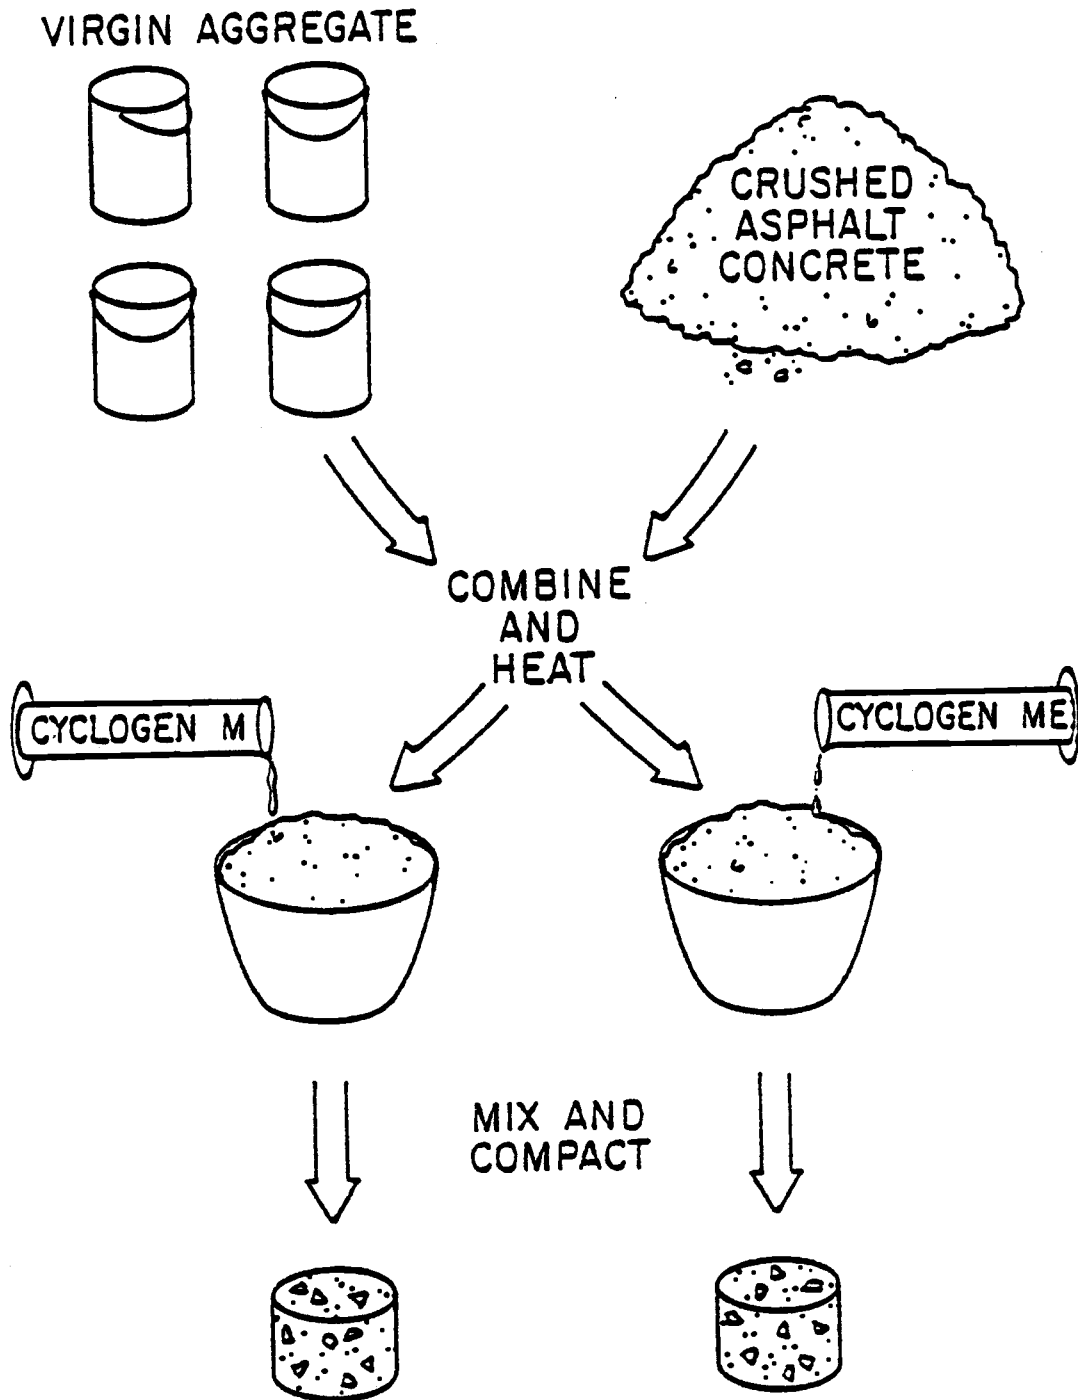 VIRGIN AGGREGATE
CRUSHED
ASPHALT
CONCRETE
COMBINE
AND
HEAT
CYCLOGEN M
CYCLOGEN ME
MIX AND
COMPACT